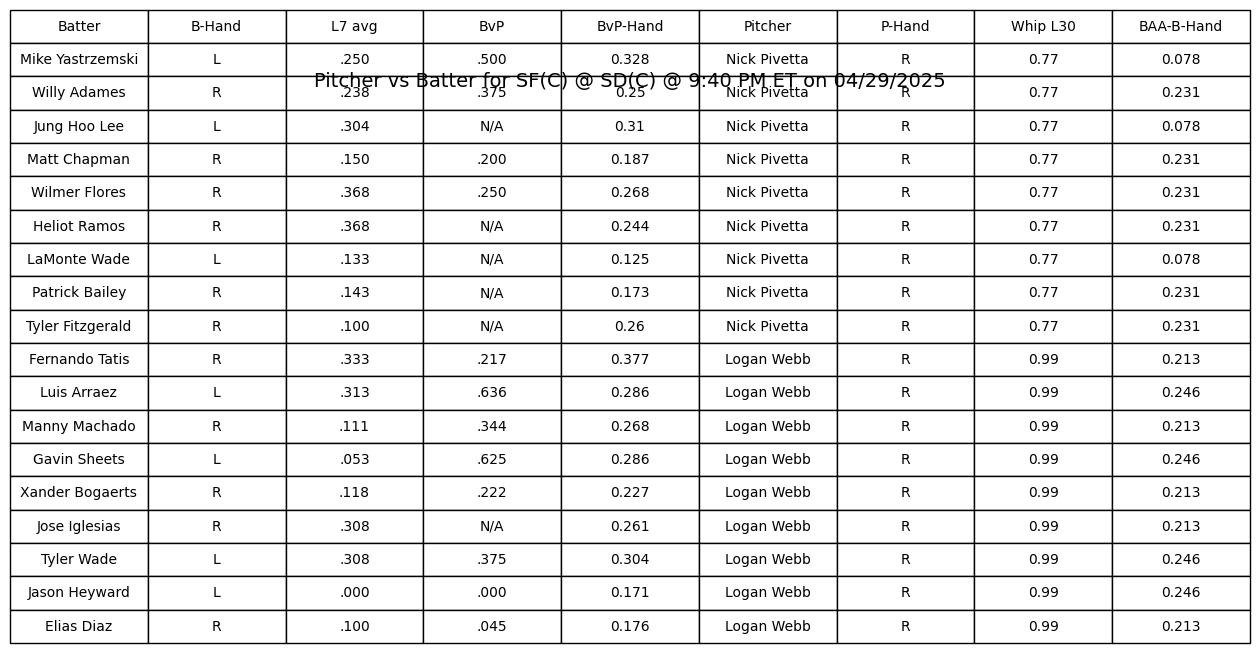 Batter B-Hand L7 avg BvP BvP-Hand Pitcher P-Hand Whip L30 BAA-B-Hand
Mike Yastrzemski L .250 .500 0.328 Nick Pivetta R 0.77 0.078
Pitcher vs Batter for SF(C) @ SD(C) @ 9:40 PM ET on 04/29/2025
Willy Adames R .238 .375 0.25 Nick Pivetta R 0.77 0.231
Jung Hoo Lee L .304 N/A 0.31 Nick Pivetta R 0.77 0.078
Matt Chapman R .150 .200 0.187 Nick Pivetta R 0.77 0.231
Wilmer Flores R .368 .250 0.268 Nick Pivetta R 0.77 0.231
Heliot Ramos R .368 N/A 0.244 Nick Pivetta R 0.77 0.231
LaMonte Wade L .133 N/A 0.125 Nick Pivetta R 0.77 0.078
Patrick Bailey R .143 N/A 0.173 Nick Pivetta R 0.77 0.231
Tyler Fitzgerald R .100 N/A 0.26 Nick Pivetta R 0.77 0.231
Fernando Tatis R .333 .217 0.377 Logan Webb R 0.99 0.213
Luis Arraez L .313 .636 0.286 Logan Webb R 0.99 0.246
Manny Machado R .111 .344 0.268 Logan Webb R 0.99 0.213
Gavin Sheets L .053 .625 0.286 Logan Webb R 0.99 0.246
Xander Bogaerts R .118 .222 0.227 Logan Webb R 0.99 0.213
Jose Iglesias R .308 N/A 0.261 Logan Webb R 0.99 0.213
Tyler Wade L .308 .375 0.304 Logan Webb R 0.99 0.246
Jason Heyward L .000 .000 0.171 Logan Webb R 0.99 0.246
Elias Diaz R .100 .045 0.176 Logan Webb R 0.99 0.213